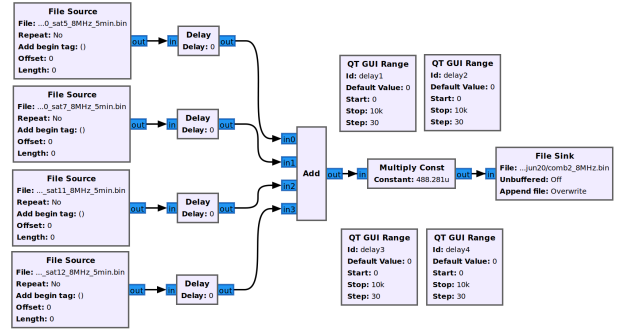 File Source
File: ...0_sat5_8MHz_5min.bin
Repeat: No
Add begin tag: ()
Offset: 0
Length: 0
out
in
Delay
Delay: 0
out
File Source
File: ...0_sat7_8MHz_5min.bin
Repeat: No
Add begin tag: ()
Offset: 0
Length: 0
out
in
Delay
Delay: 0
out
File Source
File: ..._sat11_8MHz_5min.bin
Repeat: No
Add begin tag: ()
Offset: 0
Length: 0
out
in
Delay
Delay: 0
out
File Source
File: ..._sat12_8MHz_5min.bin
Repeat: No
Add begin tag: ()
Offset: 0
Length: 0
out
in
Delay
Delay: 0
out
in0
in1
in2
in3
Add
out
in
Multiply Const
Constant: 488.281u
out
in
File Sink
File: ...jun20/comb2_8MHz.bin
Unbuffered: Off
Append file: Overwrite
QT GUI Range
Id: delay1
Default Value: 0
Start: 0
Stop: 10k
Step: 30
QT GUI Range
Id: delay2
Default Value: 0
Start: 0
Stop: 10k
Step: 30
QT GUI Range
Id: delay3
Default Value: 0
Start: 0
Stop: 10k
Step: 30
QT GUI Range
Id: delay4
Default Value: 0
Start: 0
Stop: 10k
Step: 30